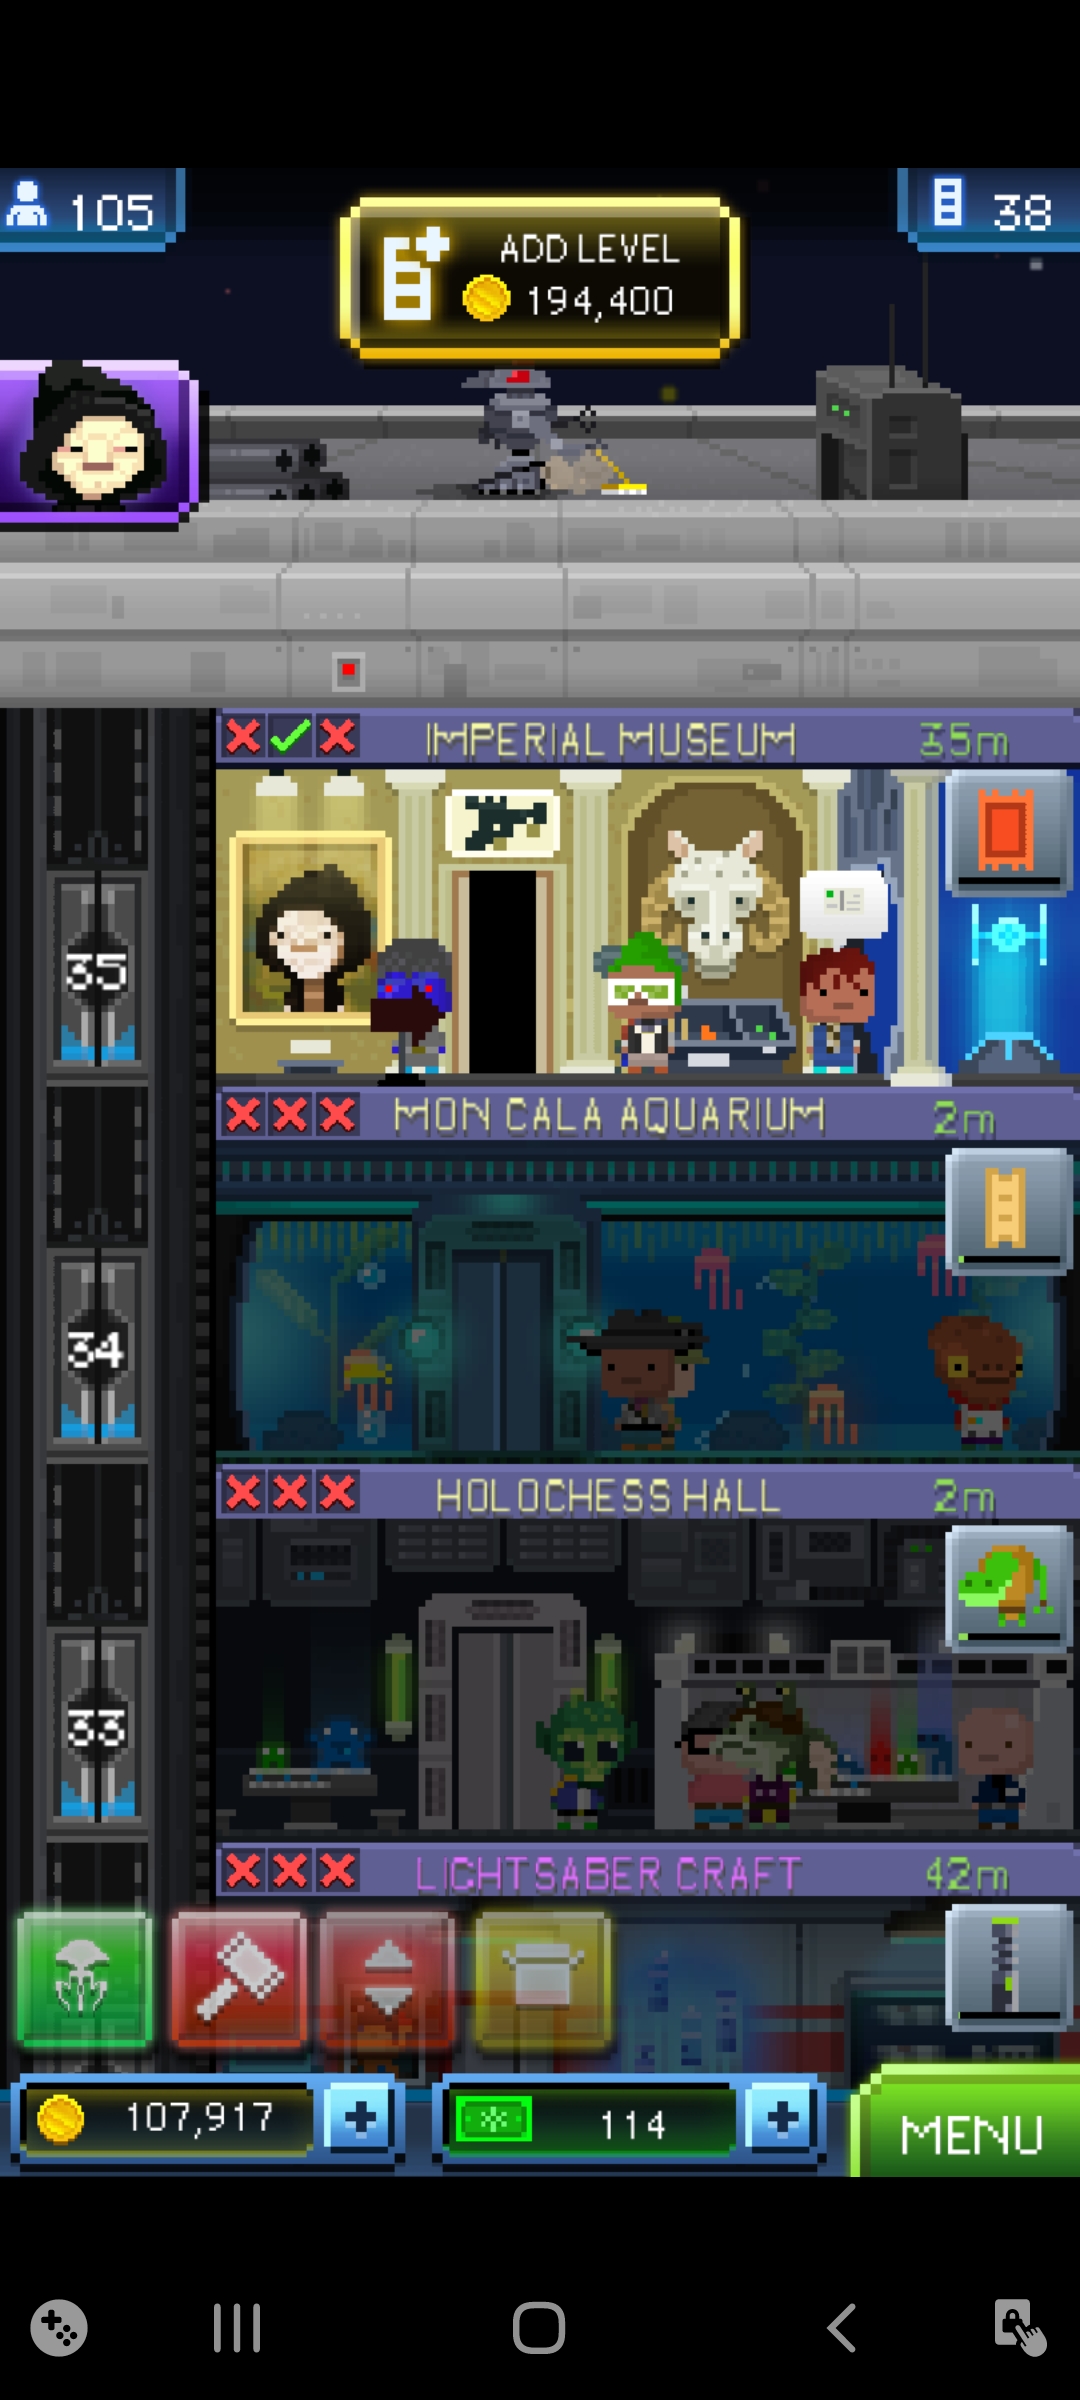 105
ADD LEVEL
194,400
38
IMPERIAL MUSEUM 35m
35
MON CALA AQUARIUM 2m
34
HOLOCHESS HALL 2m
33
LIGHTSABER CRAFT 42m
107,917
114
MENU